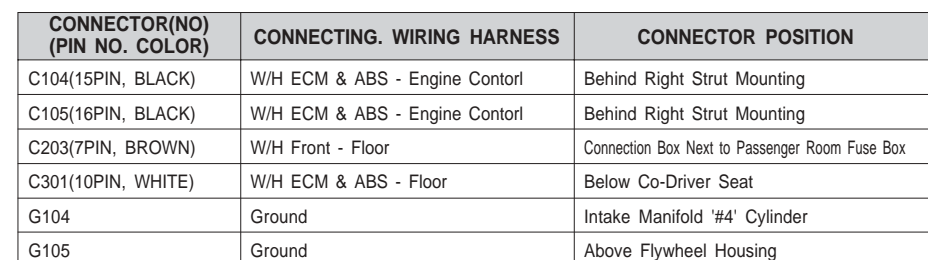 CONNECTOR(NO)
(PIN NO. COLOR) CONNECTING. WIRING HARNESS CONNECTOR POSITION
C104(15PIN, BLACK) W/H ECM & ABS - Engine Contorl Behind Right Strut Mounting
C105(16PIN, BLACK) W/H ECM & ABS - Engine Contorl Behind Right Strut Mounting
C203(7PIN, BROWN) W/H Front - Floor Connection Box Next to Passenger Room Fuse Box
C301(10PIN, WHITE) W/H ECM & ABS - Floor Below Co-Driver Seat
G104 Ground Intake Manifold '#4' Cylinder
G105 Ground Above Flywheel Housing